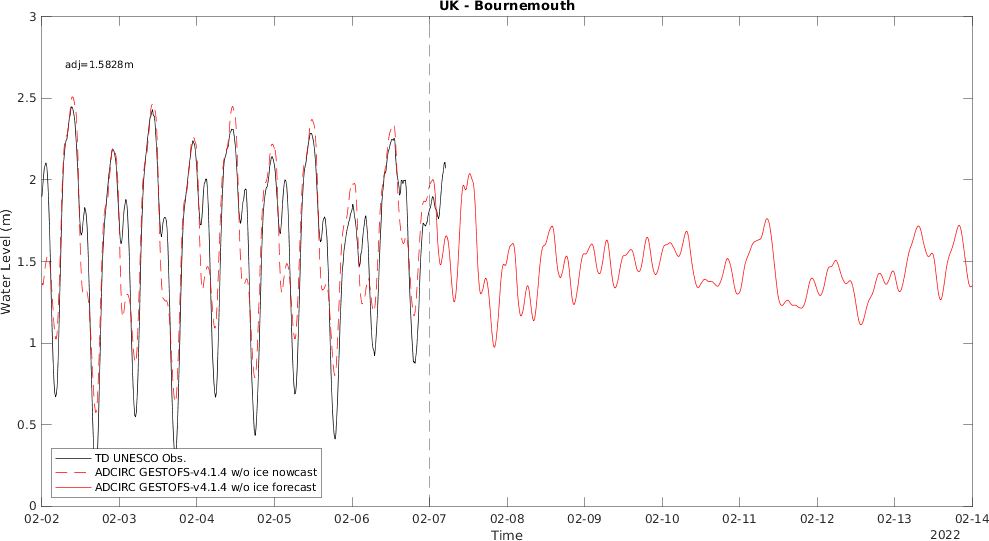 UK - Bournemouth
3
adj=1.5828m
2.5
2
1.5
1
0.5
0
Water Level (m)
TD UNESCO Obs.
ADCIRC GESTOFS-v4.1.4 w/o ice nowcast
ADCIRC GESTOFS-v4.1.4 w/o ice forecast
02-02 02-03 02-04 02-05 02-06 02-07 02-08 02-09 02-10 02-11 02-12 02-13 02-14
Time
2022